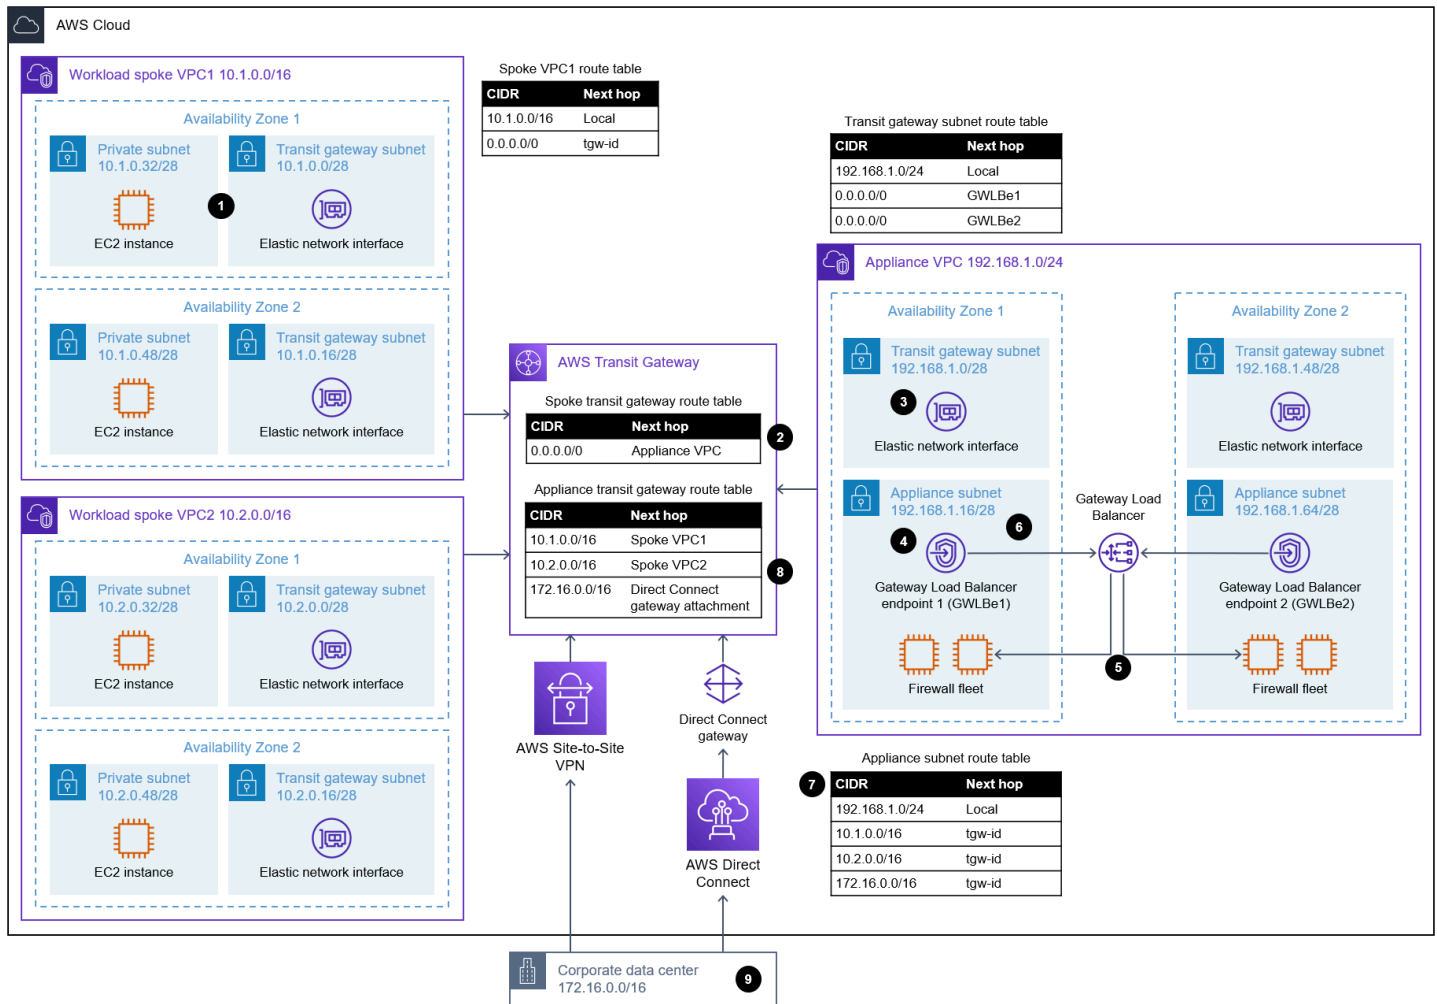 AWS Cloud
Workload spoke VPC1 10.1.0.0/16
Availability Zone 1
Private subnet
10.1.0.32/28
EC2 instance
1
Transit gateway subnet
10.1.0.0/28
Elastic network interface
Availability Zone 2
Private subnet
10.1.0.48/28
EC2 instance
Transit gateway subnet
10.1.0.16/28
Elastic network interface
Workload spoke VPC2 10.2.0.0/16
Availability Zone 1
Private subnet
10.2.0.32/28
EC2 instance
Transit gateway subnet
10.2.0.0/28
Elastic network interface
Availability Zone 2
Private subnet
10.2.0.48/28
EC2 instance
Transit gateway subnet
10.2.0.16/28
Elastic network interface
Spoke VPC1 route table
CIDR Next hop
10.1.0.0/16 Local
0.0.0.0/0 tgw-id
AWS Transit Gateway
Spoke transit gateway route table
CIDR Next hop
0.0.0.0/0 Appliance VPC
2
Appliance transit gateway route table
CIDR Next hop
10.1.0.0/16 Spoke VPC1
10.2.0.0/16 Spoke VPC2
172.16.0.0/16 Direct Connect
gateway attachment
8
AWS Site-to-Site
VPN
Direct Connect
gateway
AWS Direct
Connect
Corporate data center
172.16.0.0/16
9
Transit gateway subnet route table
CIDR Next hop
192.168.1.0/24 Local
0.0.0.0/0 GWLBe1
0.0.0.0/0 GWLBe2
Appliance VPC 192.168.1.0/24
Availability Zone 1
Transit gateway subnet
192.168.1.0/28
3
Elastic network interface
Appliance subnet
192.168.1.16/28
4
6
Gateway Load Balancer
endpoint 1 (GWLBe1)
Firewall fleet
Gateway Load
Balancer
5
Availability Zone 2
Transit gateway subnet
192.168.1.48/28
Elastic network interface
Appliance subnet
192.168.1.64/28
Gateway Load Balancer
endpoint 2 (GWLBe2)
Firewall fleet
Appliance subnet route table
7
CIDR Next hop
192.168.1.0/24 Local
10.1.0.0/16 tgw-id
10.2.0.0/16 tgw-id
172.16.0.0/16 tgw-id